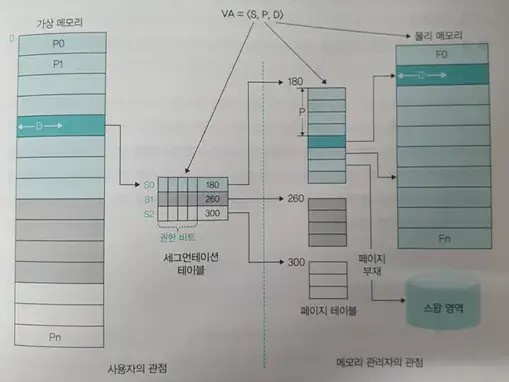 VA = ⟨S, P, D⟩
가상 메모리
물리 메모리
0
P0
P1
D
Pn
S0
180
S1
260
S2
300
권한 비트
세그먼테이션
테이블
180
P
260
300
페이지 테이블
F0
D
Fn
페이지
부재
스왑 영역
사용자의 관점
메모리 관리자의 관점